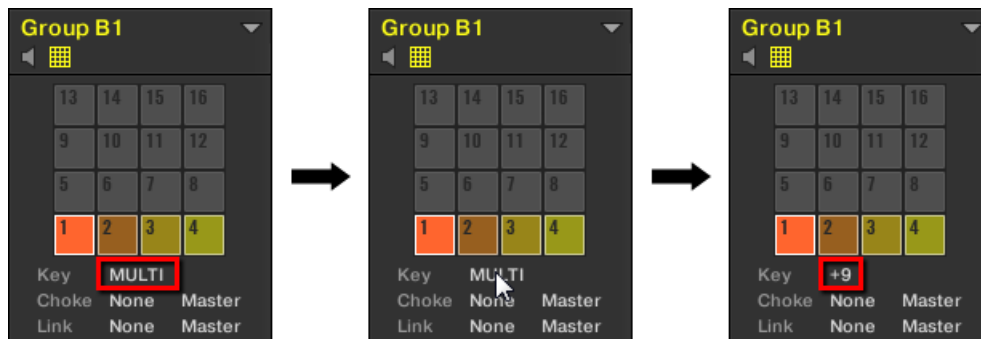 Group B1
13 14 15 16
9 10 11 12
5 6 7 8
1 2 3 4
Key MULTI
Choke None Master
Link None Master
Group B1
13 14 15 16
9 10 11 12
5 6 7 8
1 2 3 4
Key MULTI
Choke None Master
Link None Master
Group B1
13 14 15 16
9 10 11 12
5 6 7 8
1 2 3 4
Key +9
Choke None Master
Link None Master